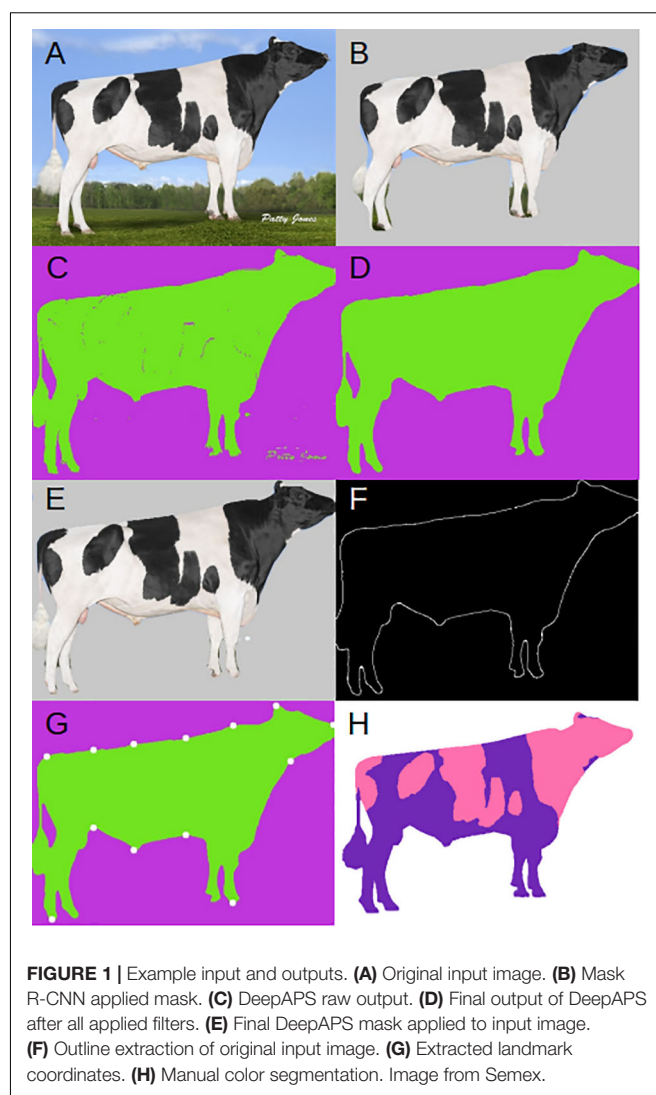 A
B
Patty Jones
C
D
Patty Jones
E
F
G
H
FIGURE 1 | Example input and outputs. (A) Original input image. (B) Mask
R-CNN applied mask. (C) DeepAPS raw output. (D) Final output of DeepAPS
after all applied filters. (E) Final DeepAPS mask applied to input image.
(F) Outline extraction of original input image. (G) Extracted landmark
coordinates. (H) Manual color segmentation. Image from Semex.